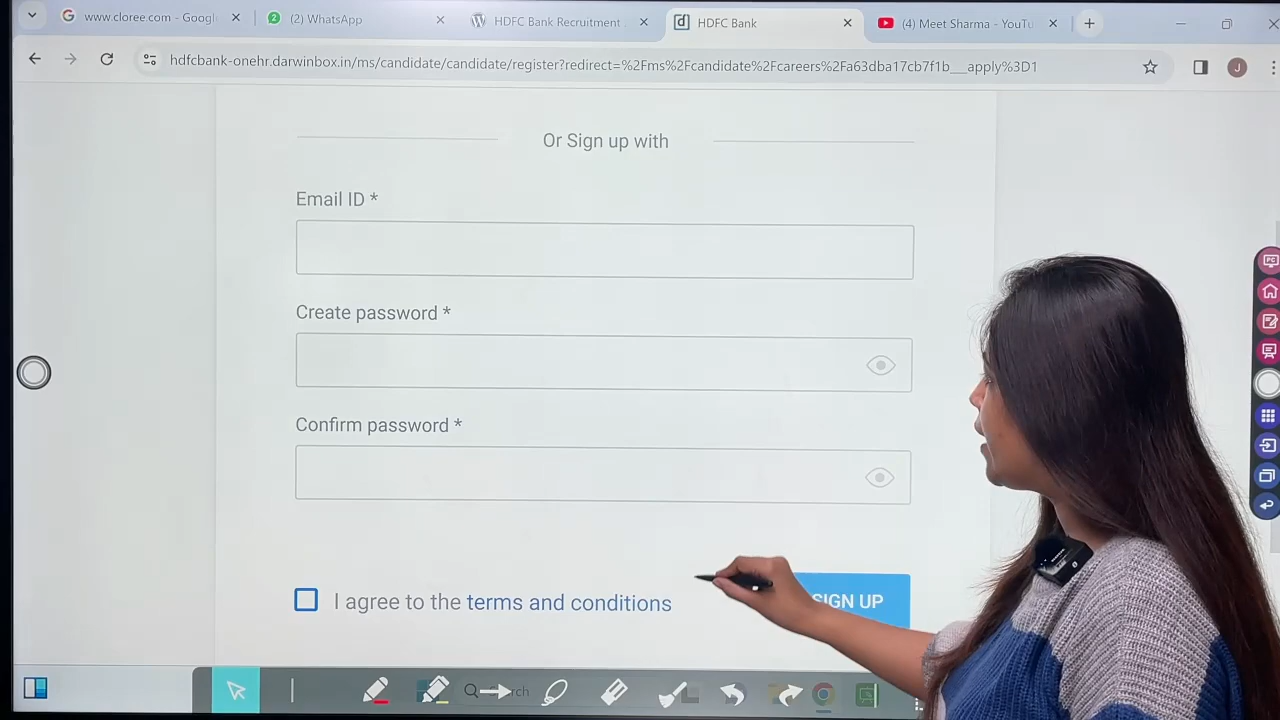 www.cloree.com - Googl
(2) WhatsApp
HDFC Bank Recruitment
HDFC Bank
(4) Meet Sharma - YouTu
hdfcbank-onehr.darwinbox.in/ms/candidate/candidate/register?redirect=%2Fms%2Fcandidate%2Fcareers%2Fa63dba17cb7f1b__apply%3D1
J
Or Sign up with
Email ID *
Create password *
Confirm password *
I agree to the terms and conditions
SIGN UP
PC